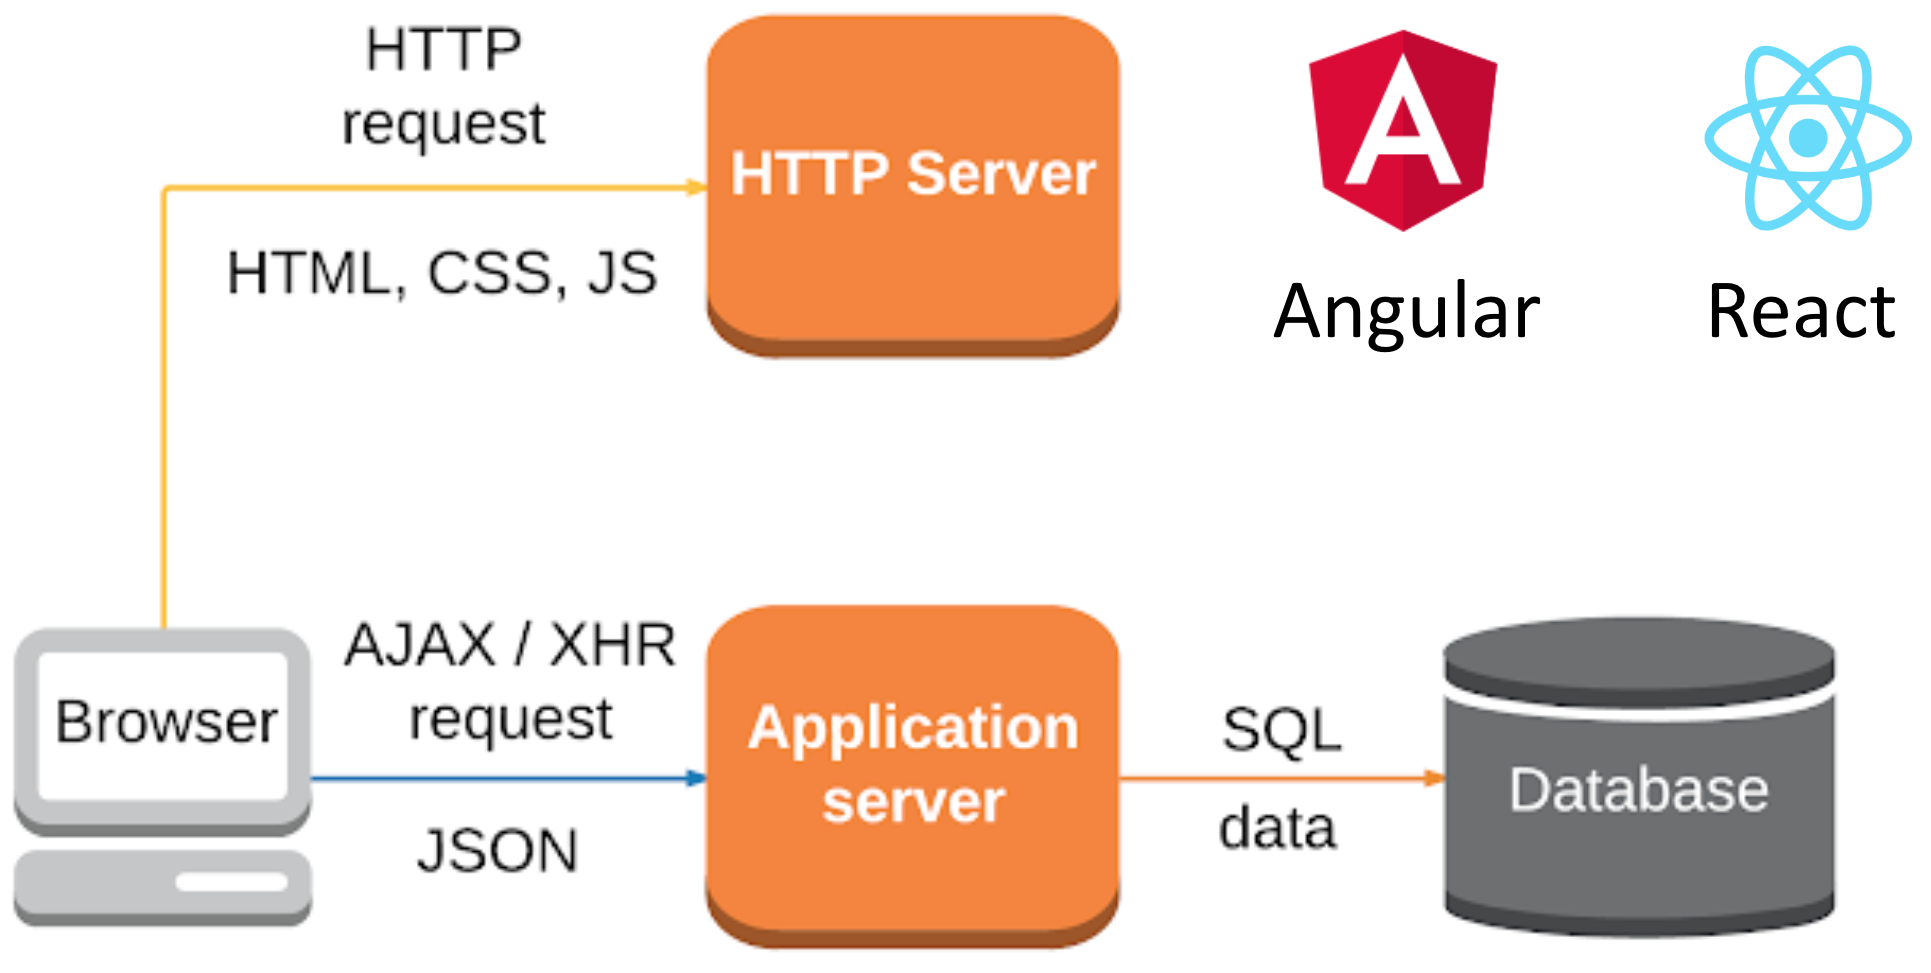 HTTP
request
HTTP Server
HTML, CSS, JS
Angular
React
Browser
AJAX / XHR
request
JSON
Application
server
SQL
data
Database